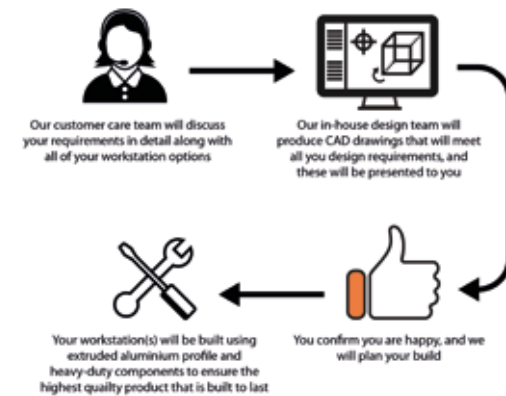 Our customer care team will discuss
your requirements in detail along with
all of your workstation options
Our in-house design team will
produce CAD drawings that will meet
all you design requirements, and
these will be presented to you
You confirm you are happy, and we
will plan your build
Your workstation(s) will be built using
extruded aluminium profile and
heavy-duty components to ensure the
highest quailty product that is built to last